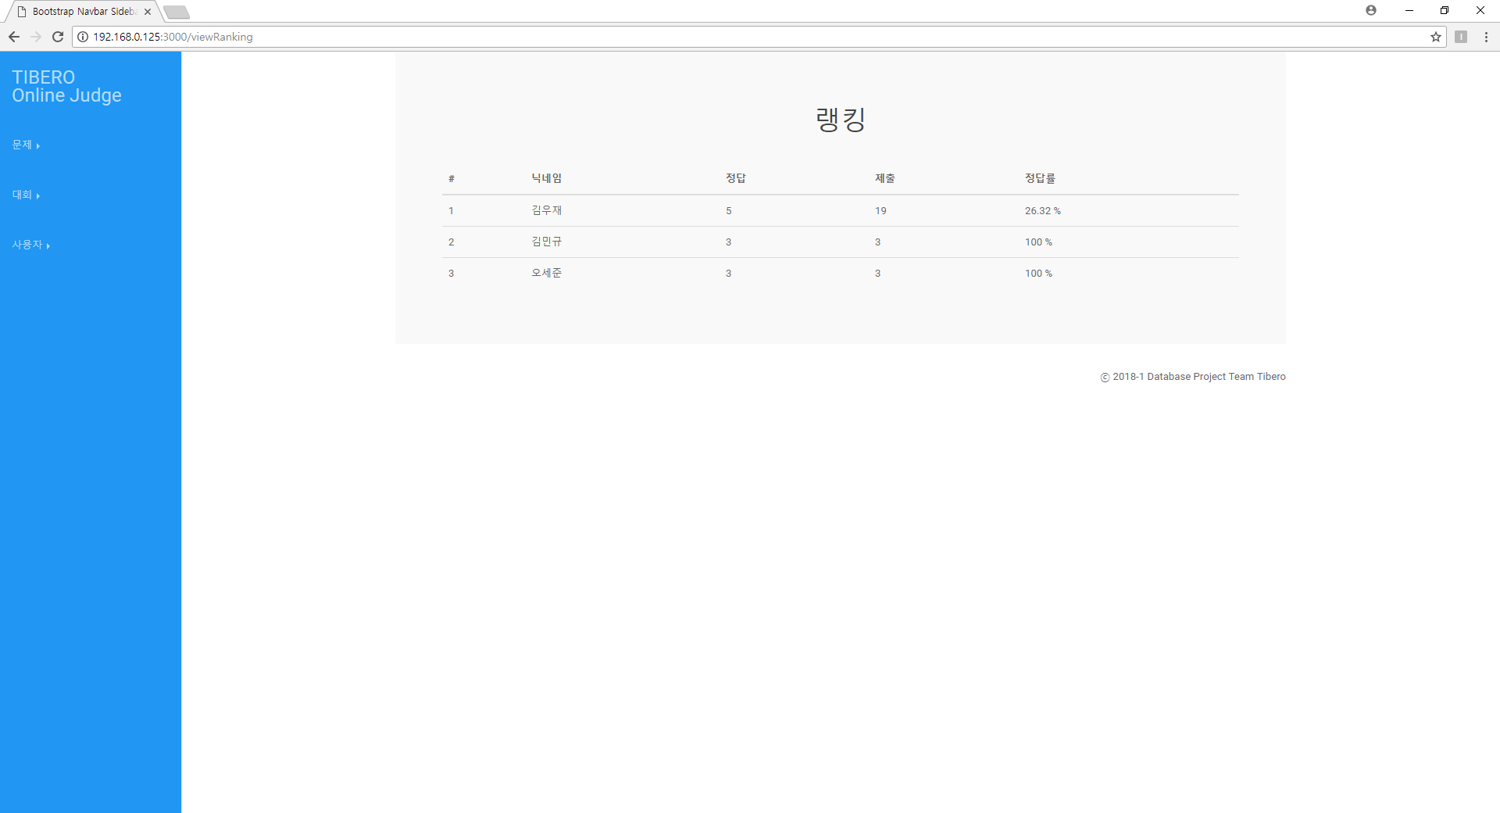 Bootstrap Navbar Sideb
192.168.0.125:3000/viewRanking
TIBERO
Online Judge
문제
대회
사용자
랭킹
# 닉네임 정답 제출 정답률
1 김우재 5 19 26.32 %
2 김민규 3 3 100 %
3 오세준 3 3 100 %
ⓒ 2018-1 Database Project Team Tibero